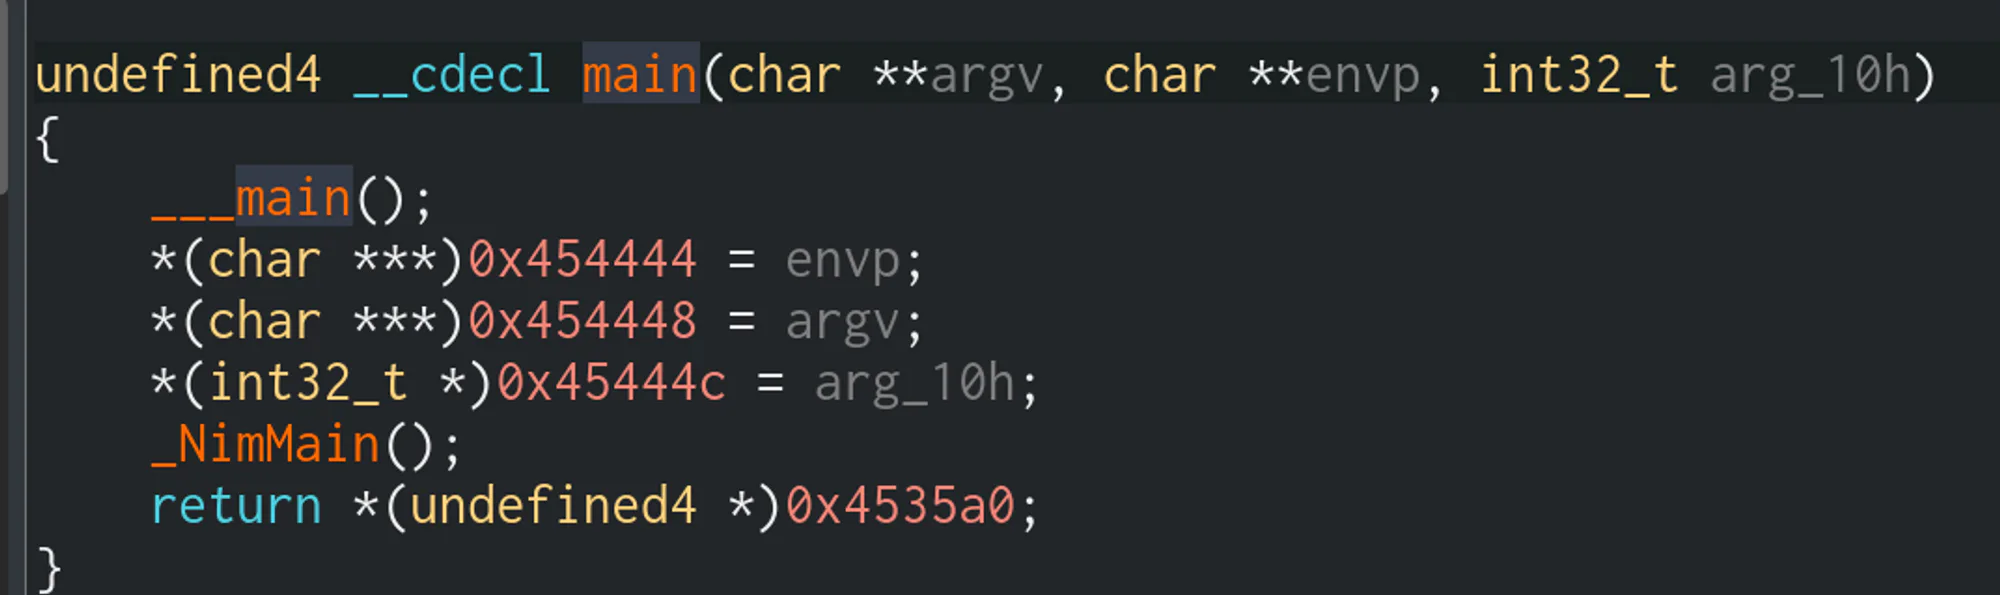 undefined4 __cdecl main(char **argv, char **envp, int32_t arg_10h)
{
    ___main();
    *(char ***)0x454444 = envp;
    *(char ***)0x454448 = argv;
    *(int32_t *)0x45444c = arg_10h;
    _NimMain();
    return *(undefined4 *)0x4535a0;
}